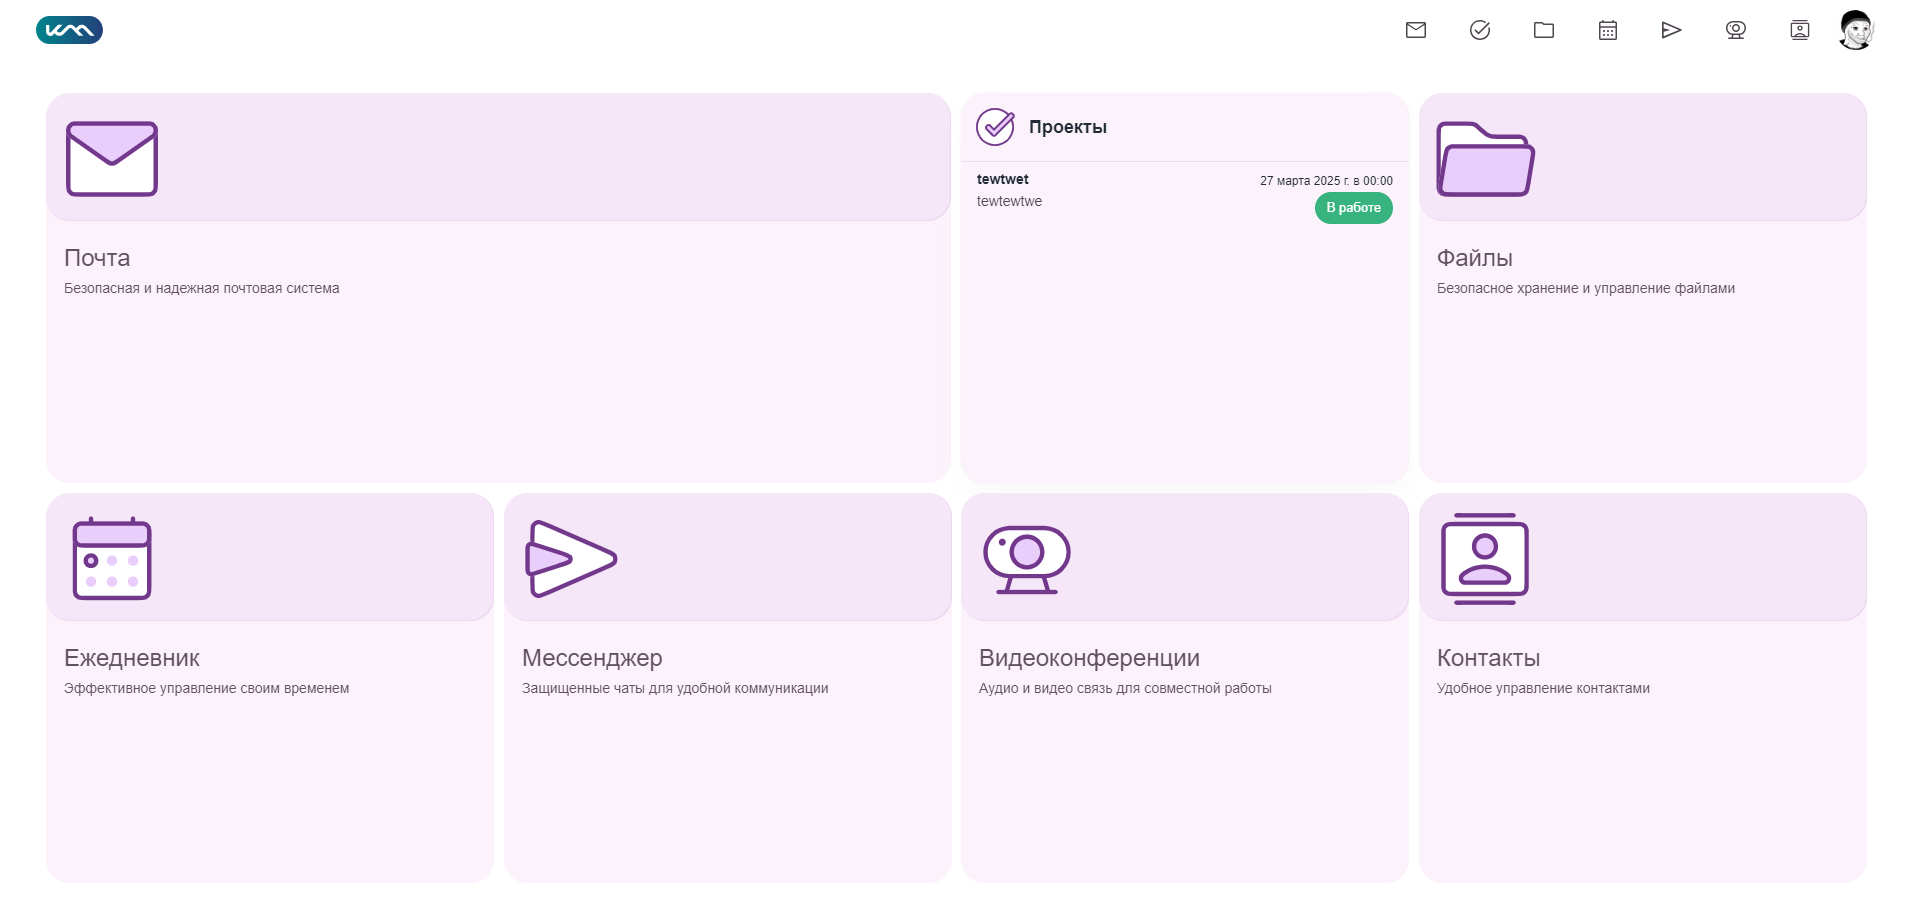 Почта
Безопасная и надежная почтовая система
Проекты
tewtwet
27 марта 2025 г. в 00:00
tewtewtwe
В работе
Файлы
Безопасное хранение и управление файлами
Ежедневник
Эффективное управление своим временем
Мессенджер
Защищенные чаты для удобной коммуникации
Видеоконференции
Аудио и видео связь для совместной работы
Контакты
Удобное управление контактами